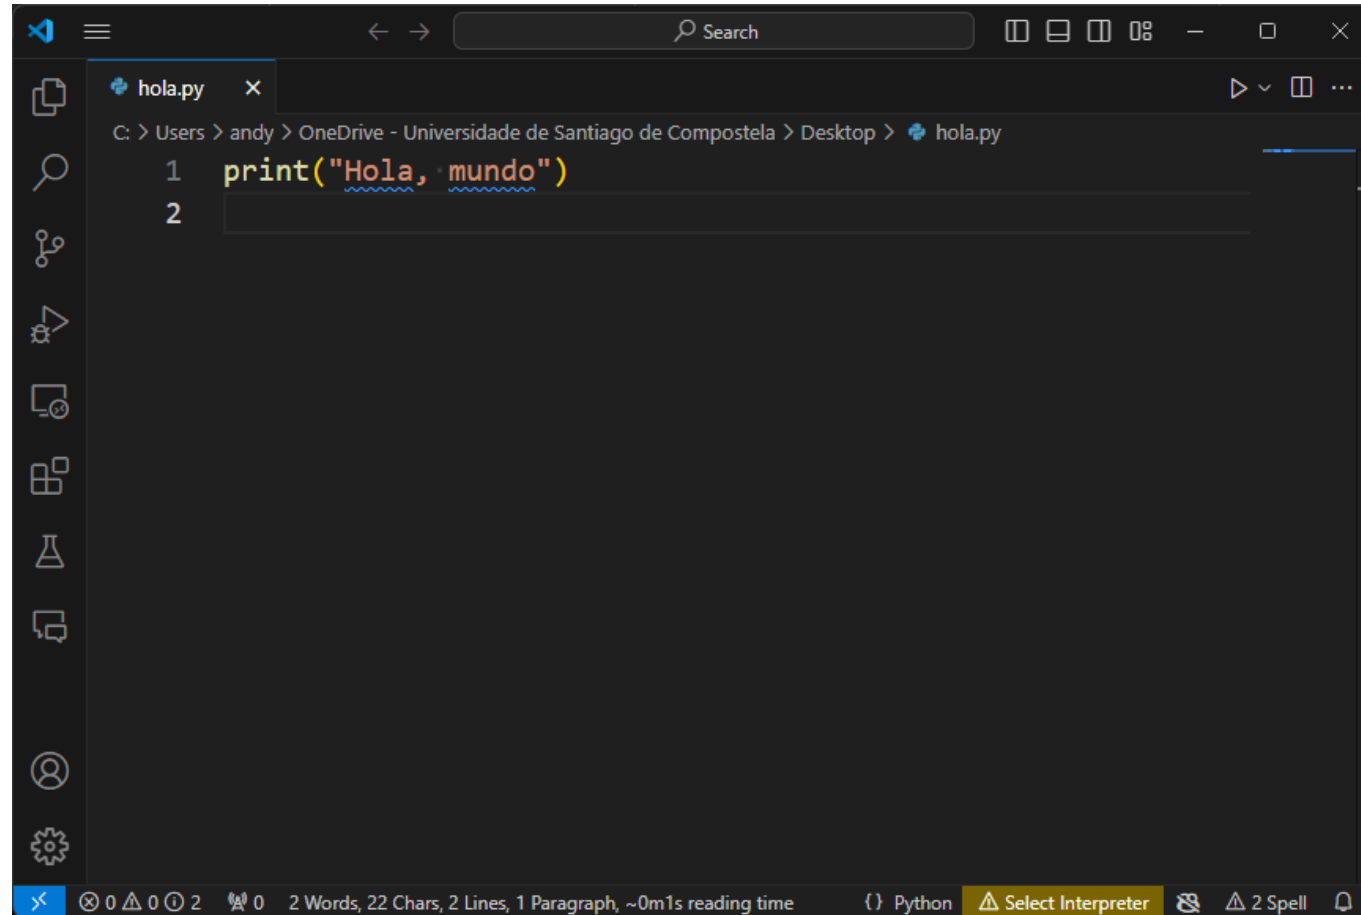 Search
hola.py
C: > Users > andy > OneDrive - Universidade de Santiago de Compostela > Desktop > hola.py
1 print("Hola, mundo")
2
0 0 2 0 2 Words, 22 Chars, 2 Lines, 1 Paragraph, ~0m1s reading time {} Python Select Interpreter 2 Spell